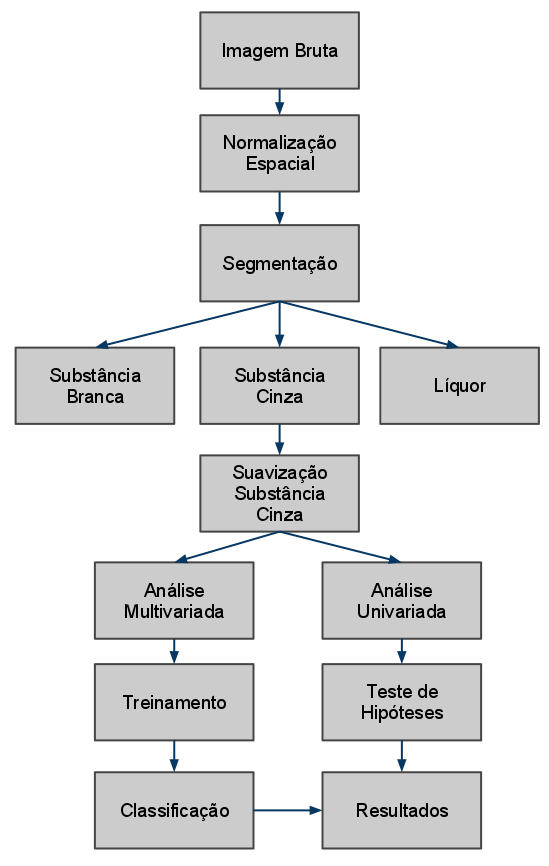 Imagem Bruta
Normalização
Espacial
Segmentação
Substância
Branca
Substância
Cinza
Líquor
Suavização
Substância
Cinza
Análise
Multivariada
Análise
Univariada
Treinamento
Teste de
Hipóteses
Classificação
Resultados